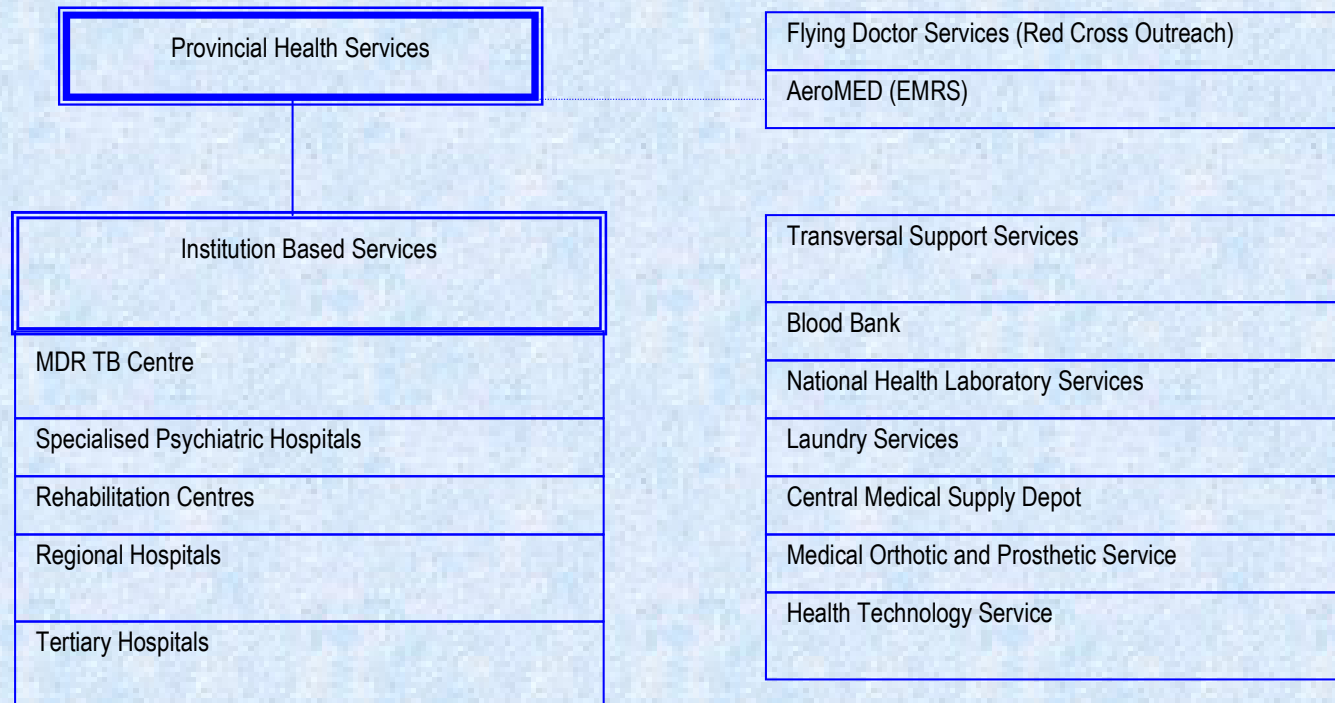 Provincial Health Services
Flying Doctor Services (Red Cross Outreach)
AeroMED (EMRS)
Institution Based Services
MDR TB Centre
Specialised Psychiatric Hospitals
Rehabilitation Centres
Regional Hospitals
Tertiary Hospitals
Transversal Support Services
Blood Bank
National Health Laboratory Services
Laundry Services
Central Medical Supply Depot
Medical Orthotic and Prosthetic Service
Health Technology Service